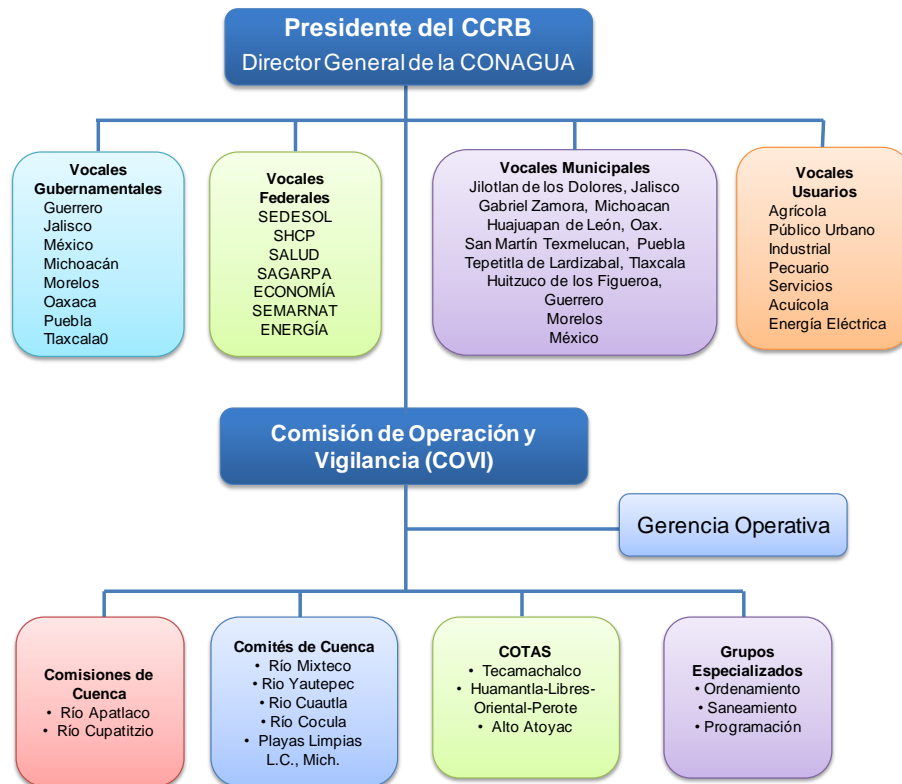 Presidente del CCRB
Director General de la CONAGUA
Vocales
Gubernamentales
Guerrero
Jalisco
México
Michoacán
Morelos
Oaxaca
Puebla
Tlaxcala0
Vocales
Federales
SEDESOL
SHCP
SALUD
SAGARPA
ECONOMÍA
SEMARNAT
ENERGÍA
Vocales Municipales
Jilotlan de los Dolores, Jalisco
Gabriel Zamora, Michoacan
Huajuapan de León, Oax.
San Martín Texmelucan, Puebla
Tepetitla de Lardizabal, Tlaxcala
Huitzuco de los Figueroa,
Guerrero
Morelos
México
Vocales
Usuarios
Agrícola
Público Urbano
Industrial
Pecuario
Servicios
Acuícola
Energía Eléctrica
Comisión de Operación y
Vigilancia (COVI)
Gerencia Operativa
Comisiones de
Cuenca
• Río Apatlaco
• Río Cupatitzio
Comités de Cuenca
• Río Mixteco
• Rio Yautepec
• Rio Cuautla
• Río Cocula
• Playas Limpias
L.C., Mich.
COTAS
• Tecamachalco
• Huamantla-Libres-
Oriental-Perote
• Alto Atoyac
Grupos
Especializados
• Ordenamiento
• Saneamiento
• Programación